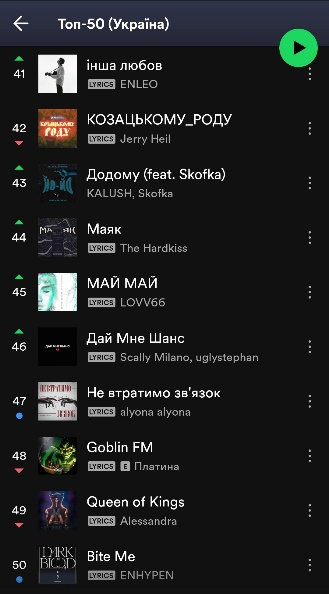 Топ-50 (Україна)
41
інша любов
LYRICS ENLEO
42
КОЗАЦЬКОМУ_РОДУ
LYRICS Jerry Heil
43
Додому (feat. Skofka)
KALUSH, Skofka
44
Маяк
LYRICS The Hardkiss
45
МАЙ МАЙ
LYRICS LOVV66
46
Дай Мне Шанс
LYRICS Scally Milano, uglystephan
47
Не втратимо зв'язок
LYRICS alyona alyona
48
Goblin FM
LYRICS E Платина
49
Queen of Kings
LYRICS Alessandra
50
DARK BLOOD
Bite Me
LYRICS ENHYPEN